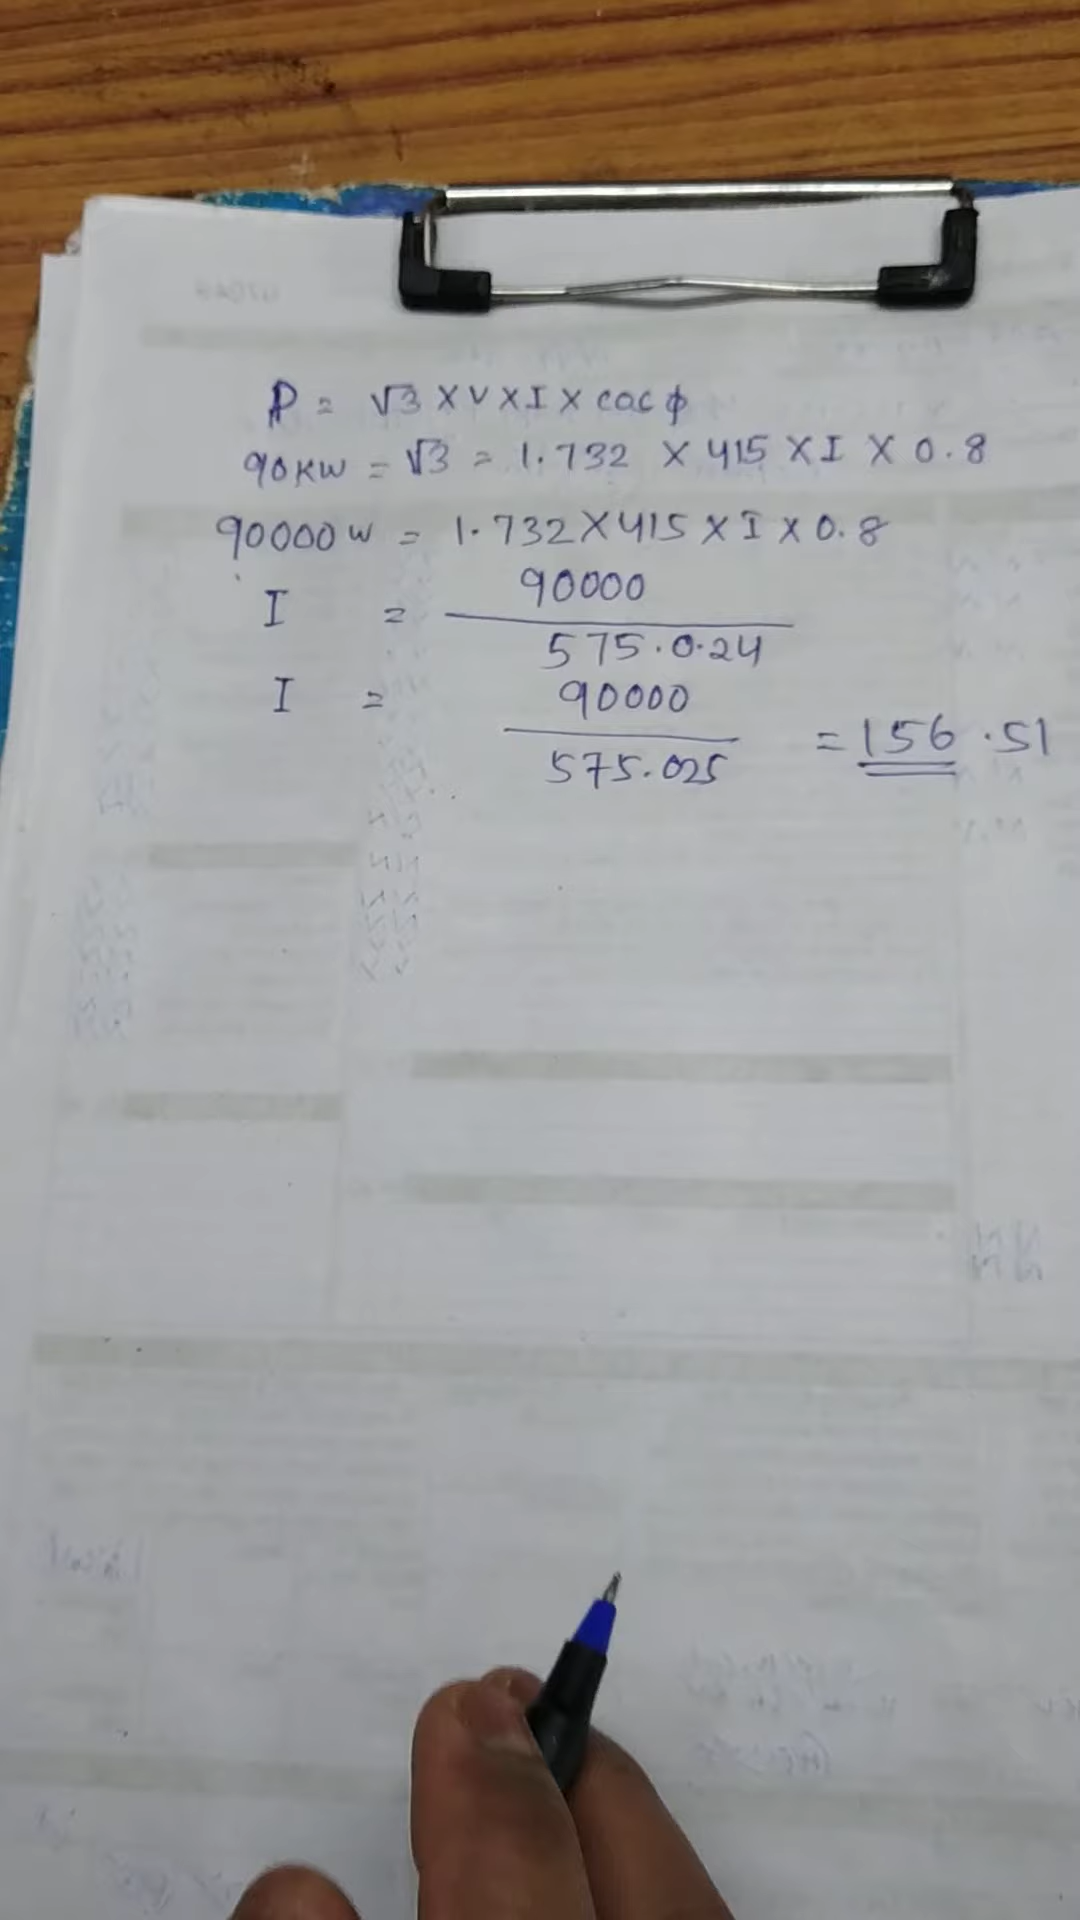 P = √3 X V X I X cac ϕ
90KW = √3 = 1.732 X 415 X I X 0.8
90000 W = 1.732 X 415 X I X 0.8
I = 90000
575.0.24
I = 90000
575.025 = 156.51